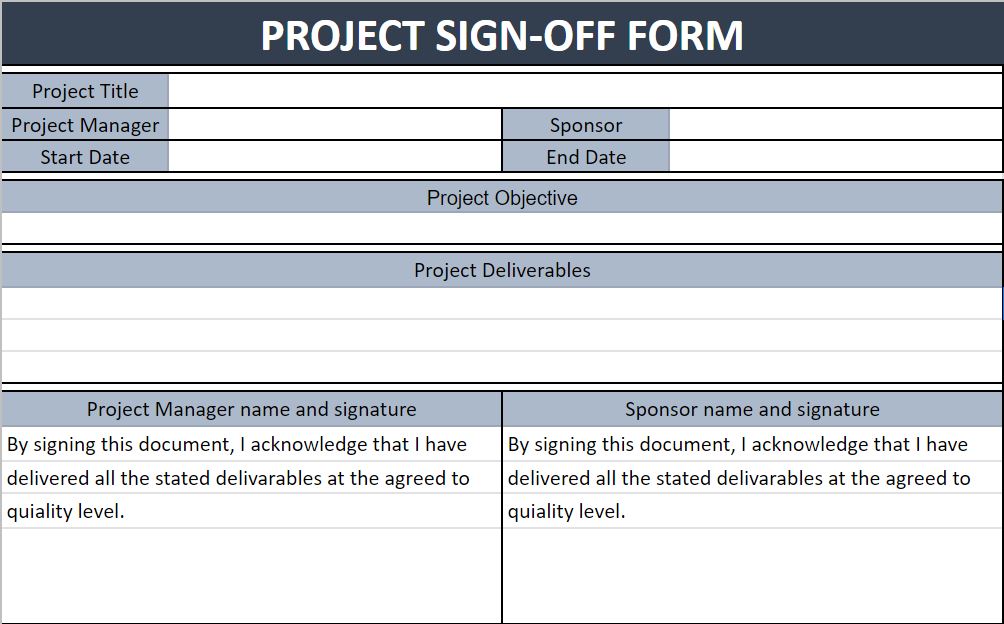 PROJECT SIGN-OFF FORM
Project Title
Project Manager
Sponsor
Start Date
End Date
Project Objective
Project Deliverables
Project Manager name and signature
By signing this document, I acknowledge that I have
delivered all the stated delivarables at the agreed to
quiality level.
Sponsor name and signature
By signing this document, I acknowledge that I have
delivered all the stated delivarables at the agreed to
quiality level.